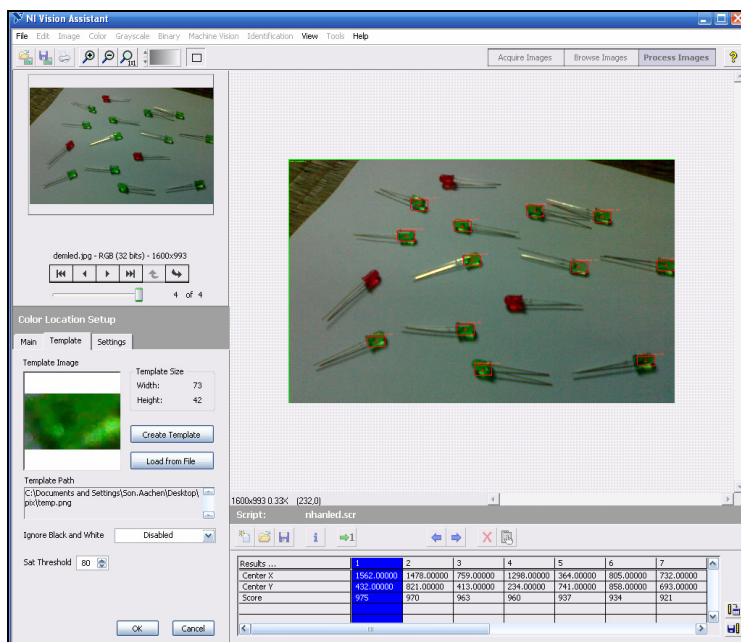 NI Vision Assistant
File Edit Image Color Grayscale Binary Machine Vision Identification View Tools Help
Acquire Images Browse Images Process Images
demled.jpg - RGB (32 bits) - 1600x993
4 of 4
Color Location Setup
Main Template Settings
Template Image
Template Size
Width: 73
Height: 42
Create Template
Load from File
Template Path
C:\Documents and Settings\Son.Aachen\Desktop\
pix\temp.png
Ignore Black and White Disabled
Sat Threshold 80
OK Cancel
1600x993 0.33X (232,0)
Script: nhanled.scr
Results ... 1 2 3 4 5 6 7
Center X 1562.00000 1478.00000 759.00000 1298.00000 364.00000 805.00000 732.00000
Center Y 432.00000 821.00000 413.00000 234.00000 741.00000 858.00000 693.00000
Score 975 970 963 960 937 934 921